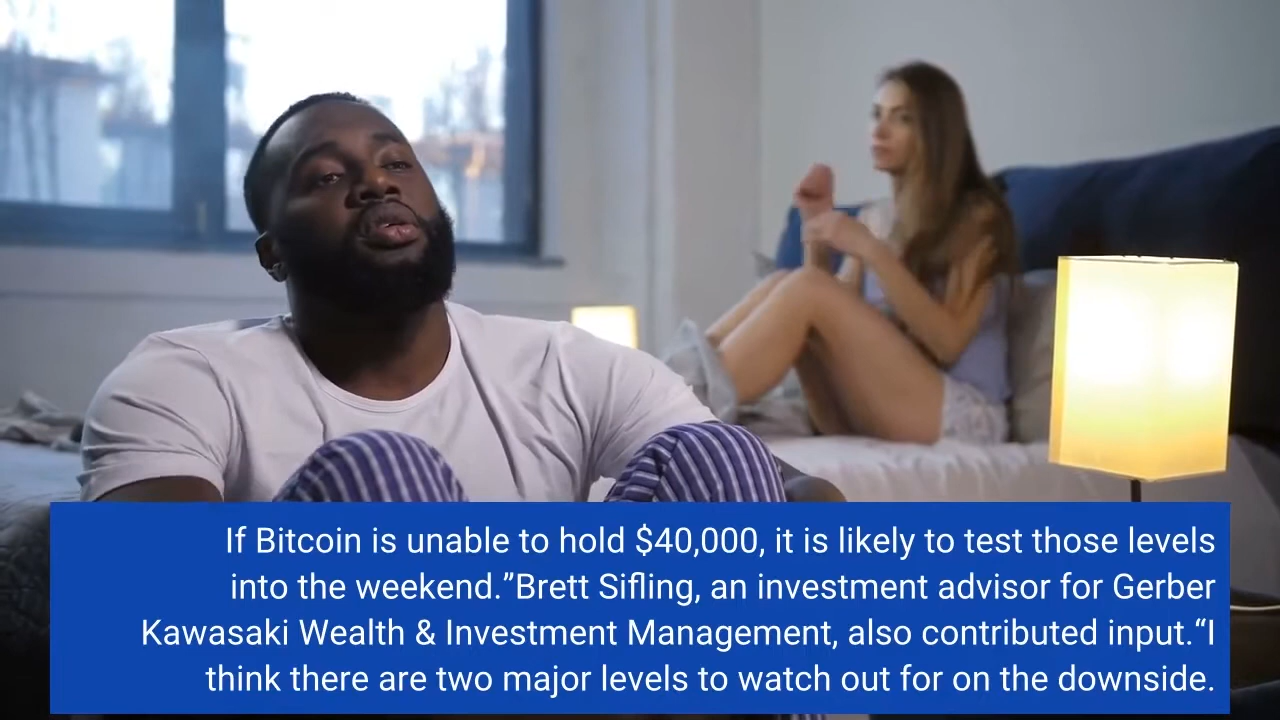 If Bitcoin is unable to hold $40,000, it is likely to test those levels
into the weekend.”Brett Sifling, an investment advisor for Gerber
Kawasaki Wealth & Investment Management, also contributed input.“I
think there are two major levels to watch out for on the downside.